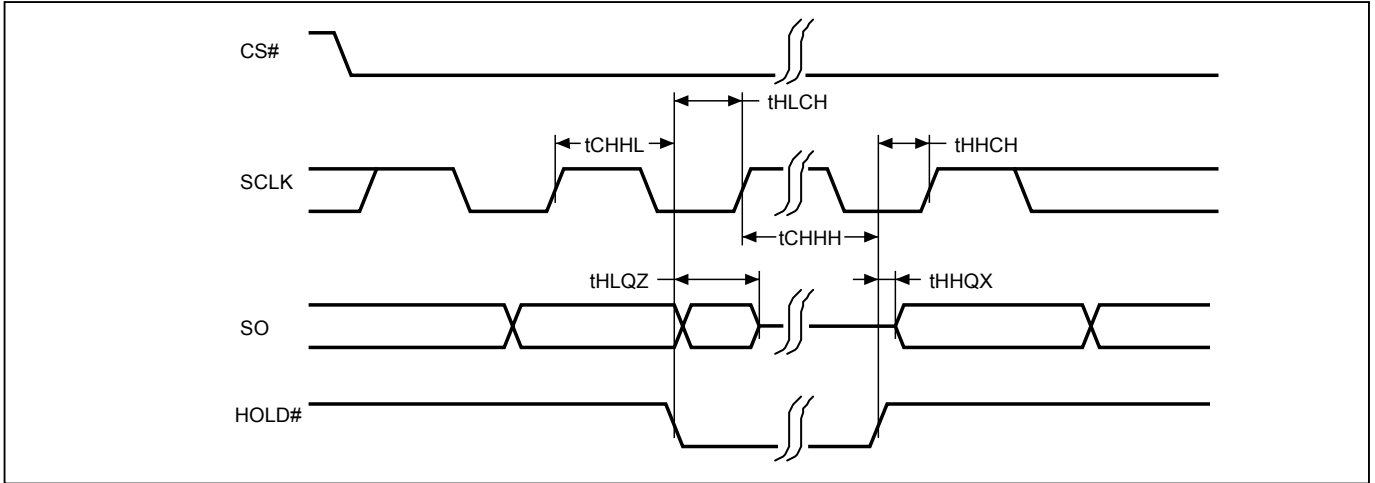 CS#
tHLCH
tCHHL
tHHCH
SCLK
tCHHH
tHLQZ
tHHQX
SO
HOLD#